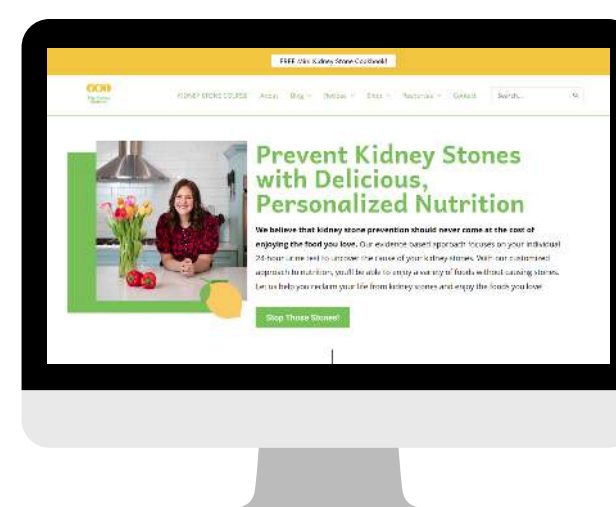 FREE Mini Kidney Stone Cookbook!
KIDNEY STONE COURSE About Blog Recipes Shop Resources Contact Search...
Prevent Kidney Stones
with Delicious,
Personalized Nutrition
We believe that kidney stone prevention should never come at the cost of
enjoying the food you love. Our evidence-based approach focuses on your individual
24-hour urine test to uncover the cause of your kidney stones. With our customized
approach to nutrition, you'll be able to enjoy a variety of foods without causing stones.
Let us help you reclaim your life from kidney stones and enjoy the foods you love!
Stop Those Stones!